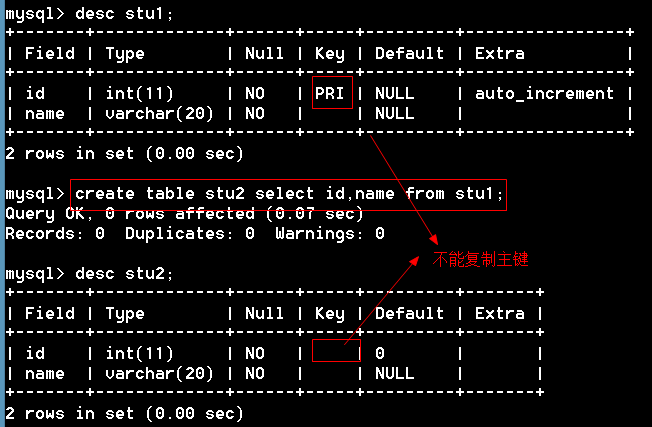 mysql> desc stu1;
+-------+-------------+------+-----+---------+----------------+
| Field | Type        | Null | Key | Default | Extra          |
+-------+-------------+------+-----+---------+----------------+
| id    | int(11)     | NO   | PRI | NULL    | auto_increment |
| name  | varchar(20) | NO   |     | NULL    |                |
+-------+-------------+------+-----+---------+----------------+
2 rows in set (0.00 sec)
mysql> create table stu2 select id,name from stu1;
Query OK, 0 rows affected (0.07 sec)
Records: 0  Duplicates: 0  Warnings: 0
不能复制主键
mysql> desc stu2;
+-------+-------------+------+-----+---------+-------+
| Field | Type        | Null | Key | Default | Extra |
+-------+-------------+------+-----+---------+-------+
| id    | int(11)     | NO   |     | 0       |       |
| name  | varchar(20) | NO   |     | NULL    |       |
+-------+-------------+------+-----+---------+-------+
2 rows in set (0.00 sec)